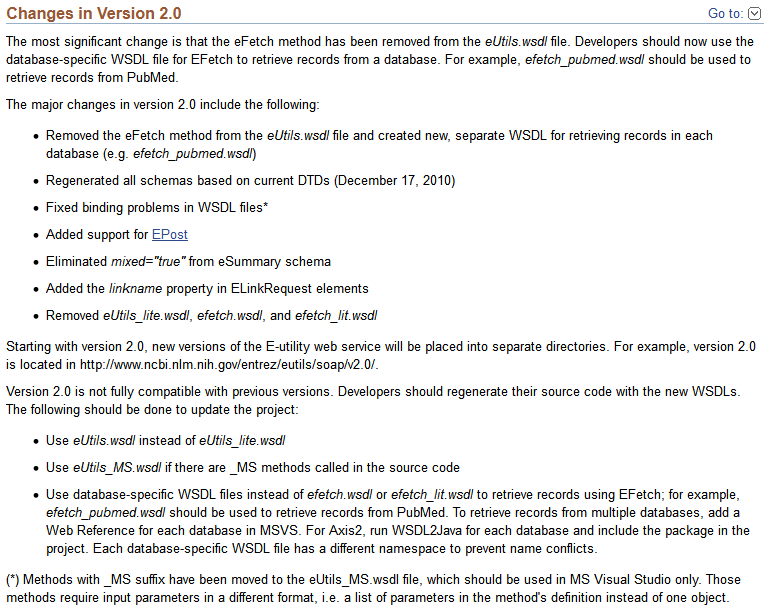 Changes in Version 2.0
Go to:
The most significant change is that the eFetch method has been removed from the eUtils.wsdl file. Developers should now use the
database-specific WSDL file for EFetch to retrieve records from a database. For example, efetch_pubmed.wsdl should be used to
retrieve records from PubMed.
The major changes in version 2.0 include the following:
• Removed the eFetch method from the eUtils.wsdl file and created new, separate WSDL for retrieving records in each
database (e.g. efetch_pubmed.wsdl)
• Regenerated all schemas based on current DTDs (December 17, 2010)
• Fixed binding problems in WSDL files*
• Added support for EPost
• Eliminated mixed="true" from eSummary schema
• Added the linkname property in ELinkRequest elements
• Removed eUtils_lite.wsdl, efetch.wsdl, and efetch_lit.wsdl
Starting with version 2.0, new versions of the E-utility web service will be placed into separate directories. For example, version 2.0
is located in http://www.ncbi.nlm.nih.gov/entrez/eutils/soap/v2.0/.
Version 2.0 is not fully compatible with previous versions. Developers should regenerate their source code with the new WSDLs.
The following should be done to update the project:
• Use eUtils.wsdl instead of eUtils_lite.wsdl
• Use eUtils_MS.wsdl if there are _MS methods called in the source code
• Use database-specific WSDL files instead of efetch.wsdl or efetch_lit.wsdl to retrieve records using EFetch; for example,
efetch_pubmed.wsdl should be used to retrieve records from PubMed. To retrieve records from multiple databases, add a
Web Reference for each database in MSVS. For Axis2, run WSDL2Java for each database and include the package in the
project. Each database-specific WSDL file has a different namespace to prevent name conflicts.
(*) Methods with _MS suffix have been moved to the eUtils_MS.wsdl file, which should be used in MS Visual Studio only. Those
methods require input parameters in a different format, i.e. a list of parameters in the method's definition instead of one object.